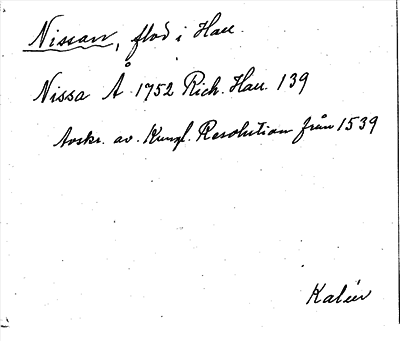 Nissan, flod i Hall.
Nissa Å 1752 Rich. Hall. 139
Avskr. av. Kungl. Resolution från 1539
Kalén